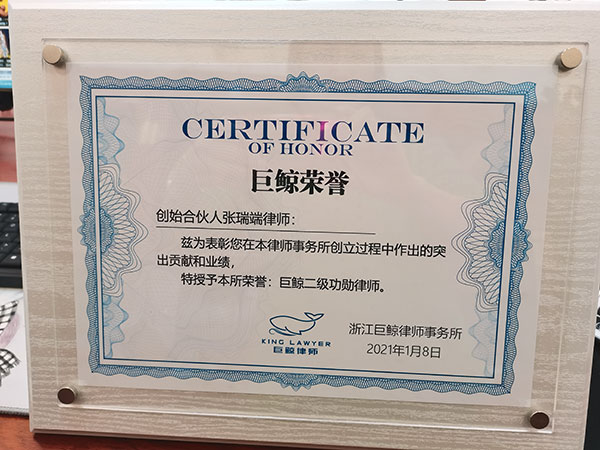 CERTIFICATE
OF HONOR
巨鲸荣誉
创始合伙人张瑞端律师：
兹为表彰您在本律师事务所创立过程中作出的突
出贡献和业绩，
特授予本所荣誉：巨鲸二级功勋律师。
KING LAWYER
巨鲸律师
浙江巨鲸律师事务所
2021年1月8日